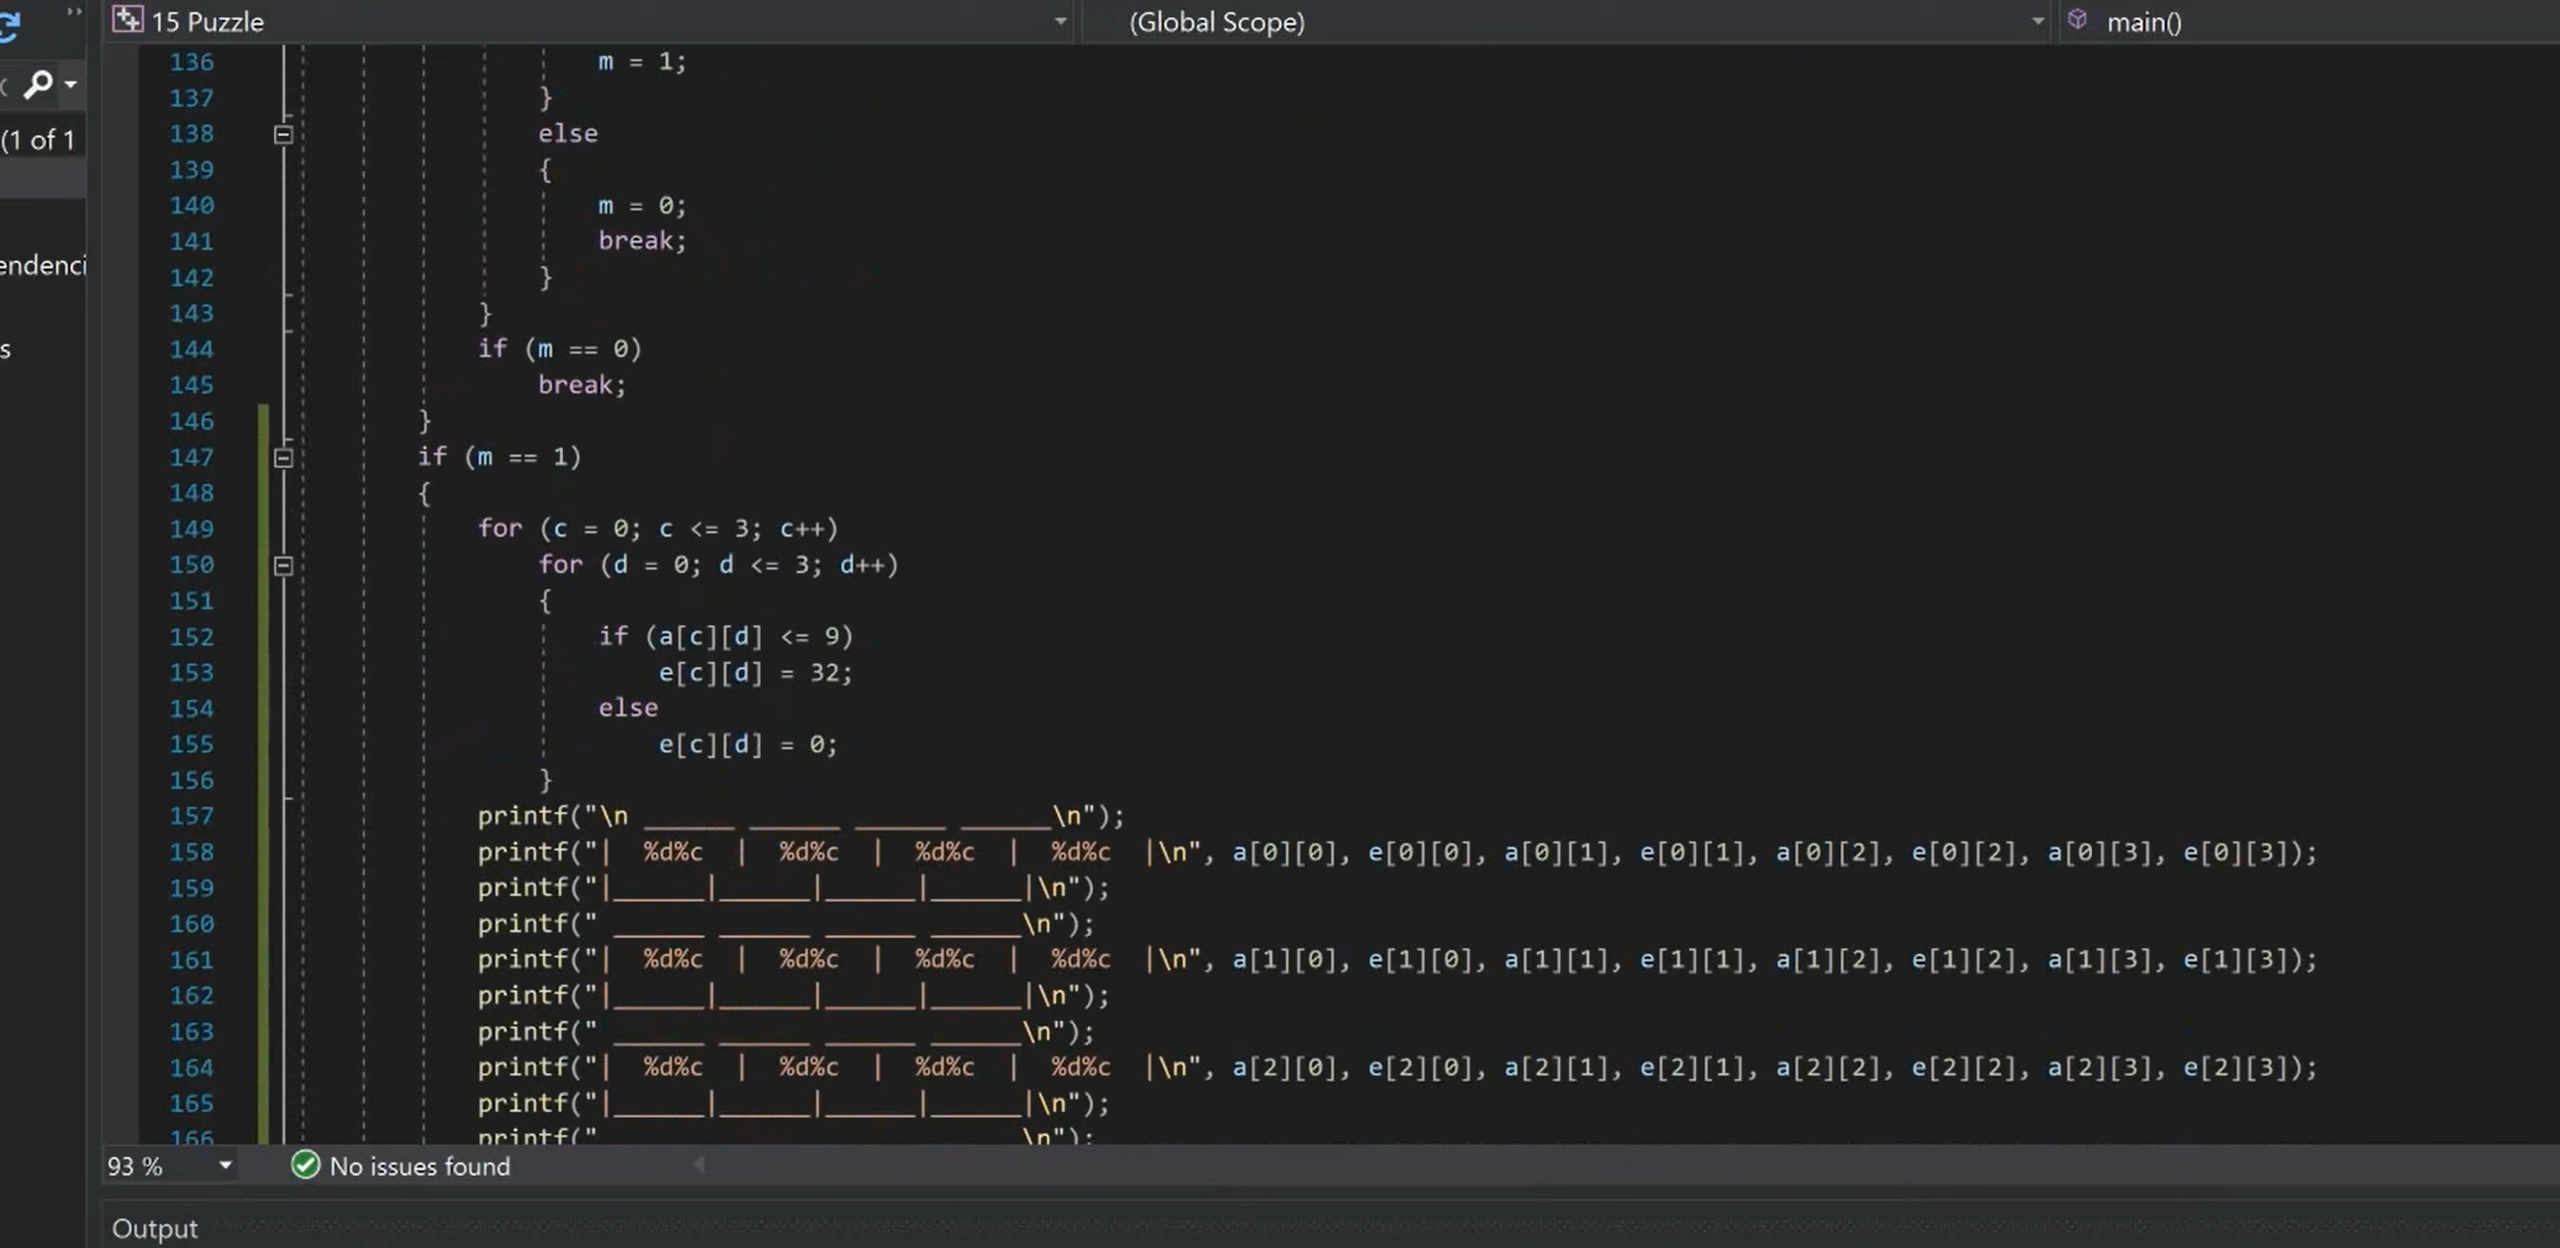 15 Puzzle (Global Scope) main()
(1 of 1
endenci
s
136 m = 1;
137 }
138 else
139 {
140 m = 0;
141 break;
142 }
143 }
144 if (m == 0)
145 break;
146 }
147 if (m == 1)
148 {
149 for (c = 0; c <= 3; c++)
150 for (d = 0; d <= 3; d++)
151 {
152 if (a[c][d] <= 9)
153 e[c][d] = 32;
154 else
155 e[c][d] = 0;
156 }
157 printf("\n ______ ______ ______ ______\n");
158 printf("|  %d%c  |  %d%c  |  %d%c  |  %d%c  |\n", a[0][0], e[0][0], a[0][1], e[0][1], a[0][2], e[0][2], a[0][3], e[0][3]);
159 printf("|______|______|______|______|\n");
160 printf(" ______ ______ ______ ______\n");
161 printf("|  %d%c  |  %d%c  |  %d%c  |  %d%c  |\n", a[1][0], e[1][0], a[1][1], e[1][1], a[1][2], e[1][2], a[1][3], e[1][3]);
162 printf("|______|______|______|______|\n");
163 printf(" ______ ______ ______ ______\n");
164 printf("|  %d%c  |  %d%c  |  %d%c  |  %d%c  |\n", a[2][0], e[2][0], a[2][1], e[2][1], a[2][2], e[2][2], a[2][3], e[2][3]);
165 printf("|______|______|______|______|\n");
166 printf(" \n");
93 % No issues found
Output